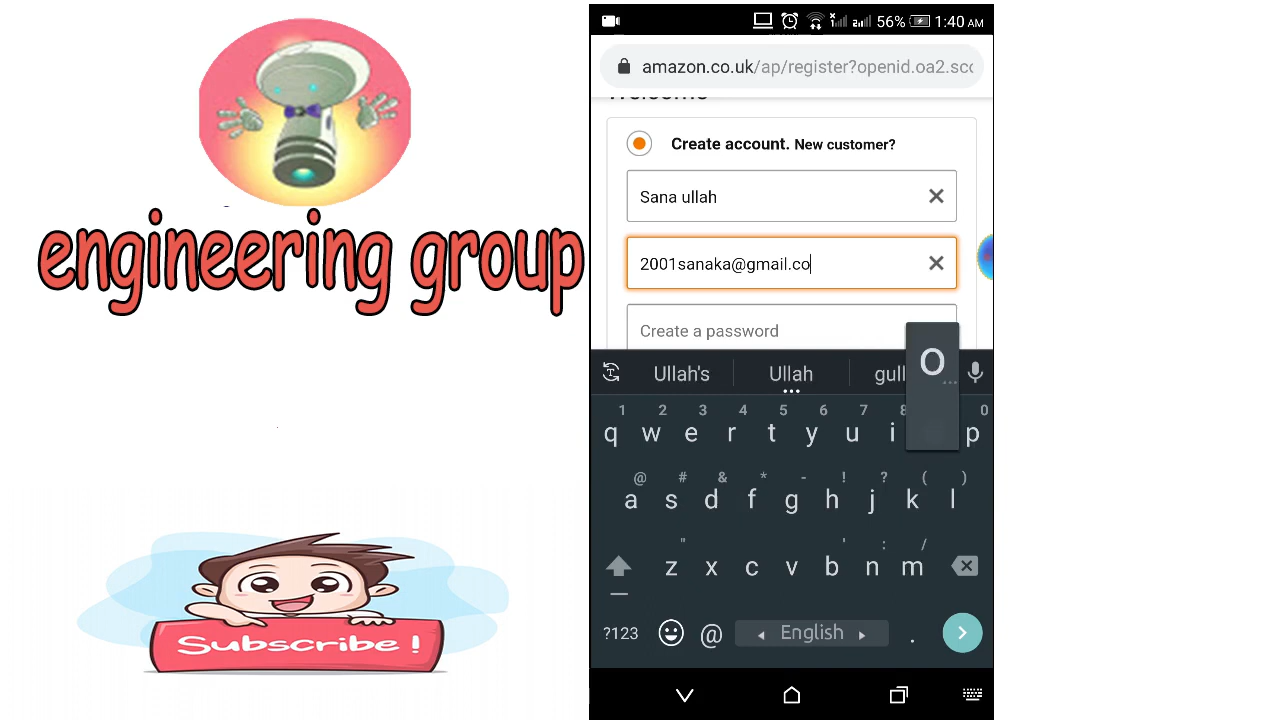 engineering group
Subscribe !
56% 1:40 AM
amazon.co.uk/ap/register?openid.oa2.sco
Welcome
Create account. New customer?
Sana ullah
2001sanaka@gmail.co
Create a password
Ullah's Ullah gull
O
1 2 3 4 5 6 7 8 0
q w e r t y u i p
@ # & * - ! ? ( )
a s d f g h j k l
" ' : /
z x c v b n m
?123 @ English .